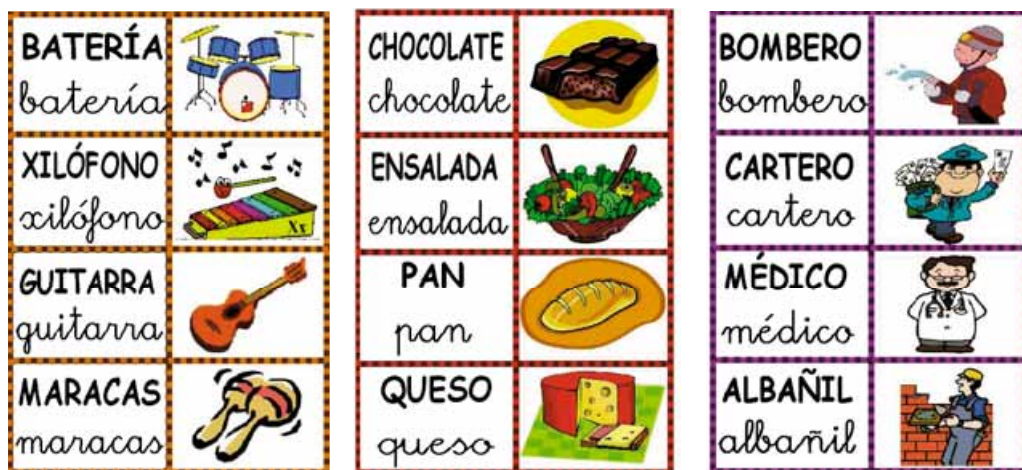 BATERÍA
batería
XILÓFONO
xilófono
Xx
GUITARRA
guitarra
MARACAS
maracas
CHOCOLATE
chocolate
ENSALADA
ensalada
PAN
pan
QUESO
queso
BOMBERO
bombero
CARTERO
cartero
MÉDICO
médico
ALBAÑIL
albañil